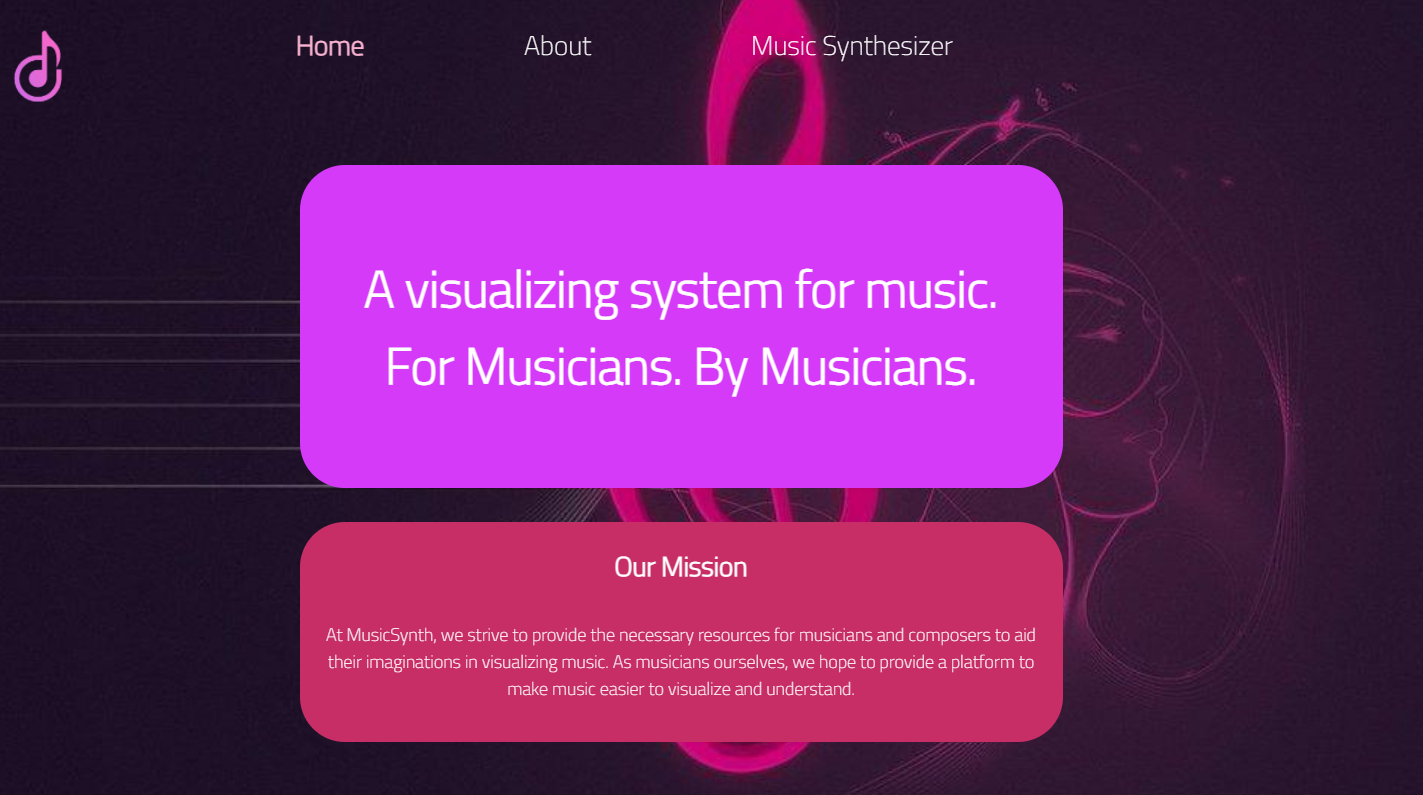 Home
About
Music Synthesizer
A visualizing system for music.
For Musicians. By Musicians.
Our Mission
At MusicSynth, we strive to provide the necessary resources for musicians and composers to aid
their imaginations in visualizing music. As musicians ourselves, we hope to provide a platform to
make music easier to visualize and understand.